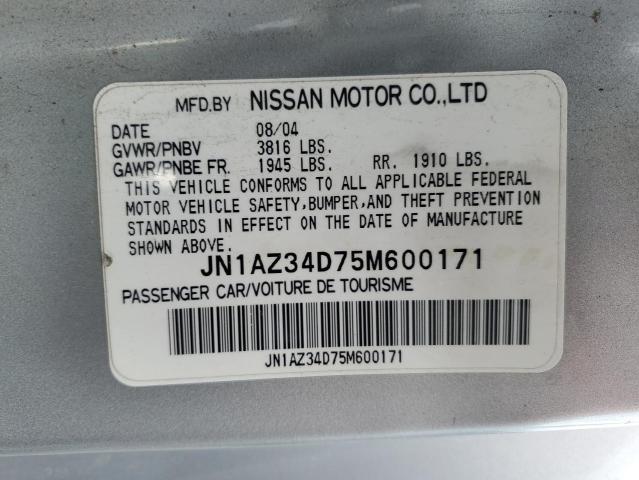 MFD.BY NISSAN MOTOR CO.,LTD
DATE 08/04
GVWR/PNBV 3816 LBS.
GAWR/PNBE FR. 1945 LBS. RR. 1910 LBS.
THIS VEHICLE CONFORMS TO ALL APPLICABLE FEDERAL
MOTOR VEHICLE SAFETY, BUMPER, AND THEFT PREVENTION
STANDARDS IN EFFECT ON THE DATE OF MANUFACTURE
SHOWN ABOVE.
JN1AZ34D75M600171
PASSENGER CAR/VOITURE DE TOURISME
JN1AZ34D75M600171